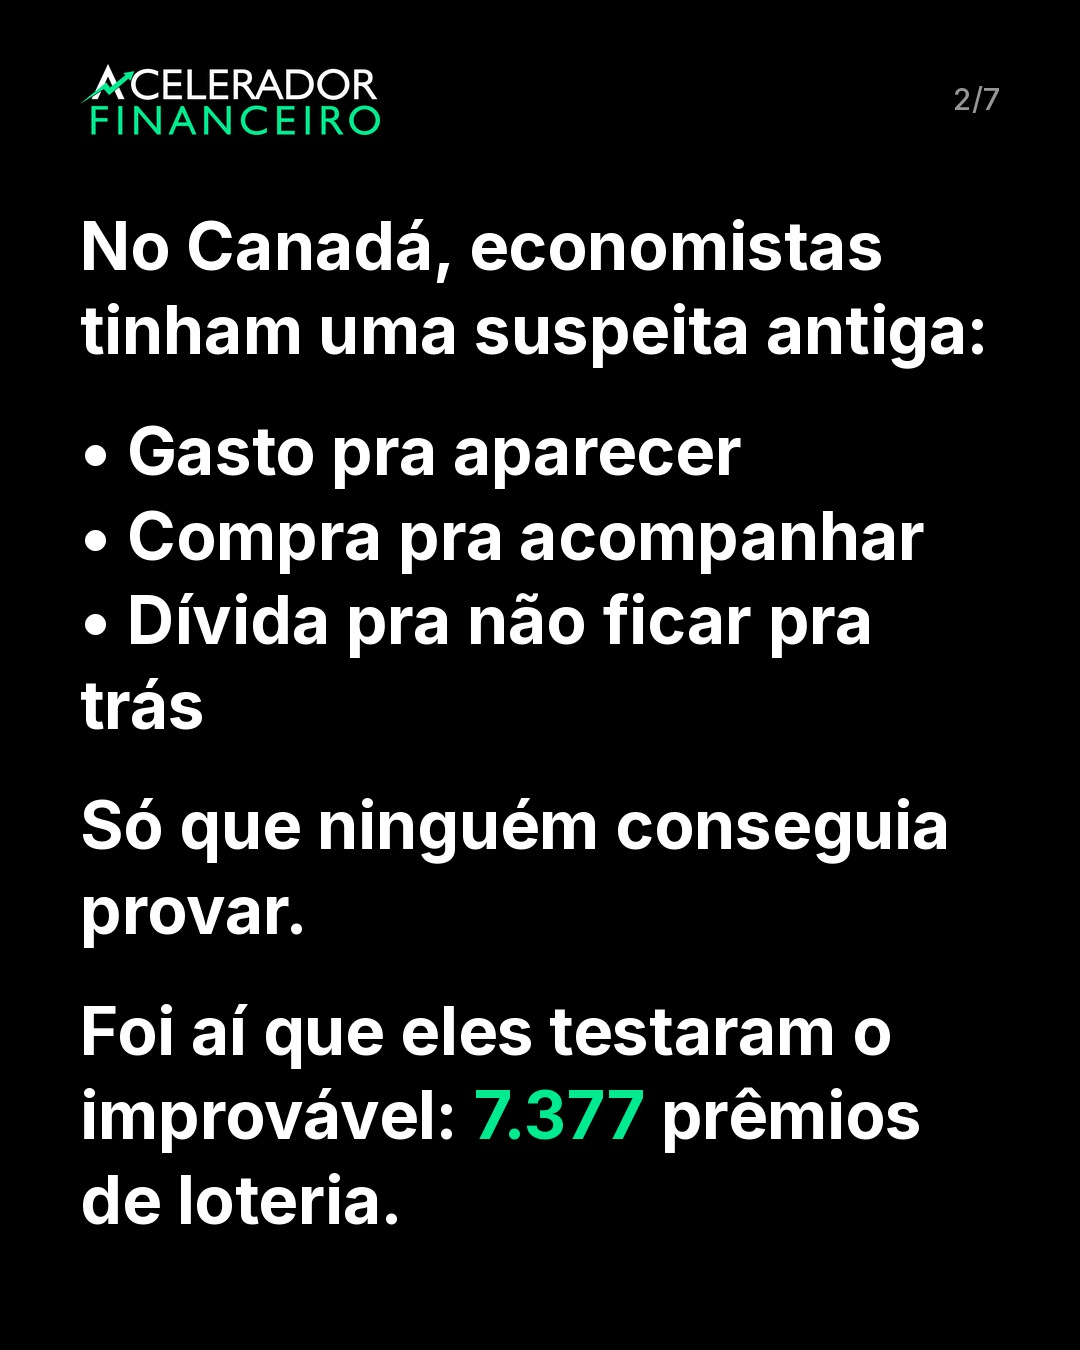 ACELERADOR
FINANCEIRO
2/7
No Canadá, economistas
tinham uma suspeita antiga:
• Gasto pra aparecer
• Compra pra acompanhar
• Dívida pra não ficar pra
trás
Só que ninguém conseguia
provar.
Foi aí que eles testaram o
improvável: 7.377 prêmios
de loteria.